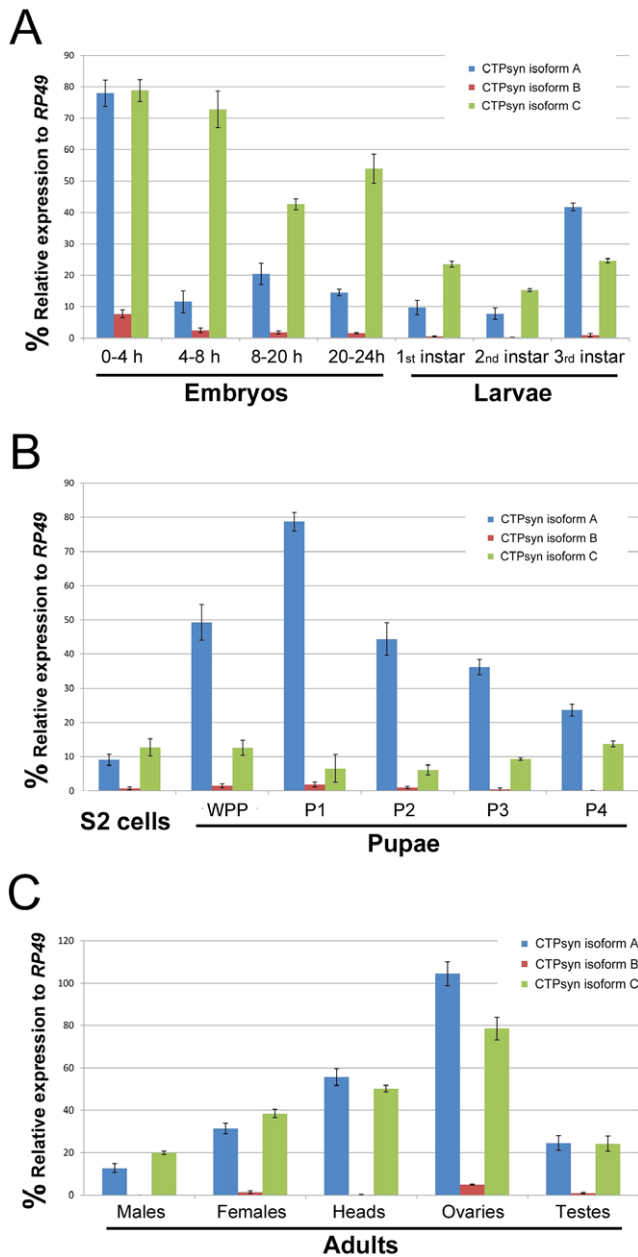 A
% Relative expression to RP49
90
80
70
60
50
40
30
20
10
0
CTPsyn isoform A
CTPsyn isoform B
CTPsyn isoform C
0-4 h 4-8 h 8-20 h 20-24h 1st instar 2nd instar 3rd instar
Embryos Larvae
B
% Relative expression to RP49
90
80
70
60
50
40
30
20
10
0
CTPsyn isoform A
CTPsyn isoform B
CTPsyn isoform C
S2 cells WPP P1 P2 P3 P4
Pupae
C
% Relative expression to RP49
120
100
80
60
40
20
0
CTPsyn isoform A
CTPsyn isoform B
CTPsyn isoform C
Males Females Heads Ovaries Testes
Adults